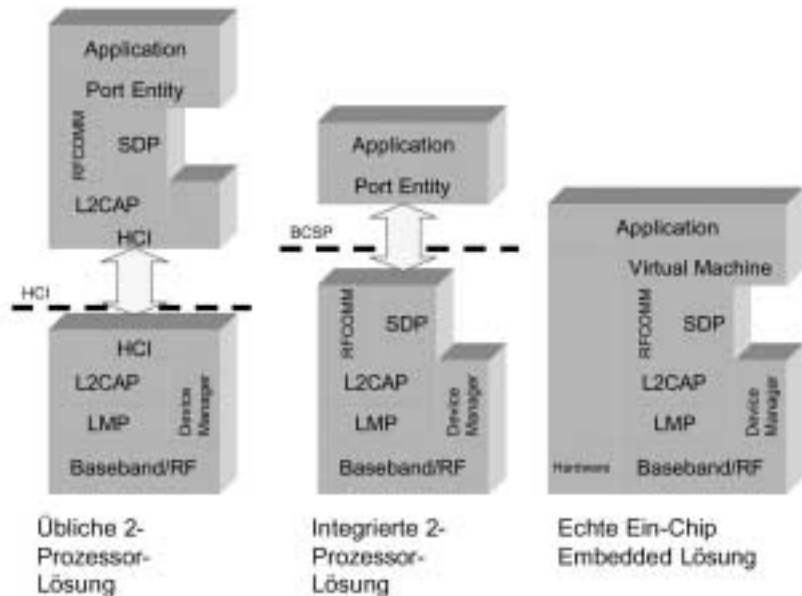 Application
Port Entity
RFCOMM
SDP
L2CAP
HCI
HCI
HCI
L2CAP
LMP
Device
Manager
Baseband/RF
Übliche 2-
Prozessor-
Lösung
Application
Port Entity
BCSP
RFCOMM
SDP
L2CAP
LMP
Device
Manager
Baseband/RF
Integrierte 2-
Prozessor-
Lösung
Application
Virtual Machine
RFCOMM
SDP
L2CAP
LMP
Device
Manager
Hardware
Baseband/RF
Echte Ein-Chip
Embedded Lösung